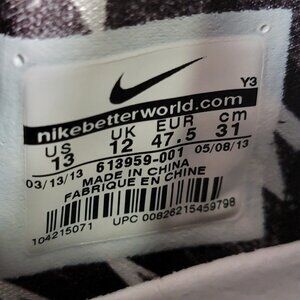 Y3
nikebetterworld.com
US UK EUR cm
13 12 47.5 31
613959-001
03/13/13 05/08/13
MADE IN CHINA
FABRIQUE EN CHINE
104215071 UPC 00826215459798